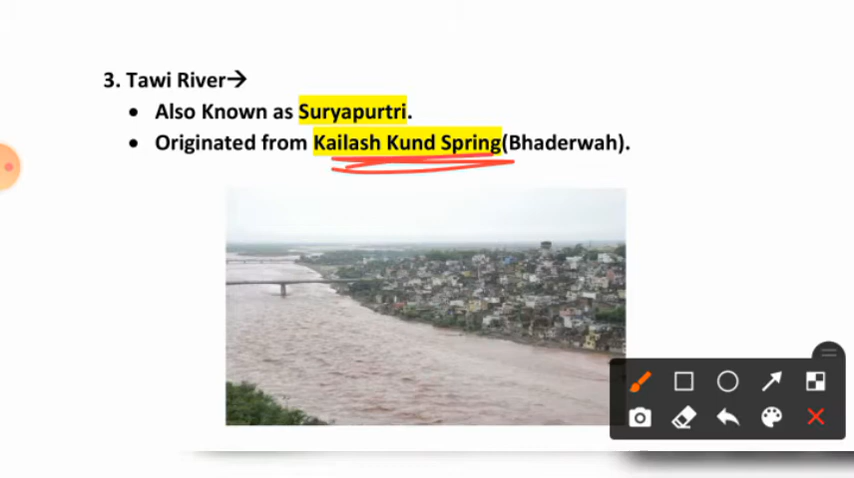 3. Tawi River→
• Also Known as Suryapurtri.
• Originated from Kailash Kund Spring(Bhaderwah).